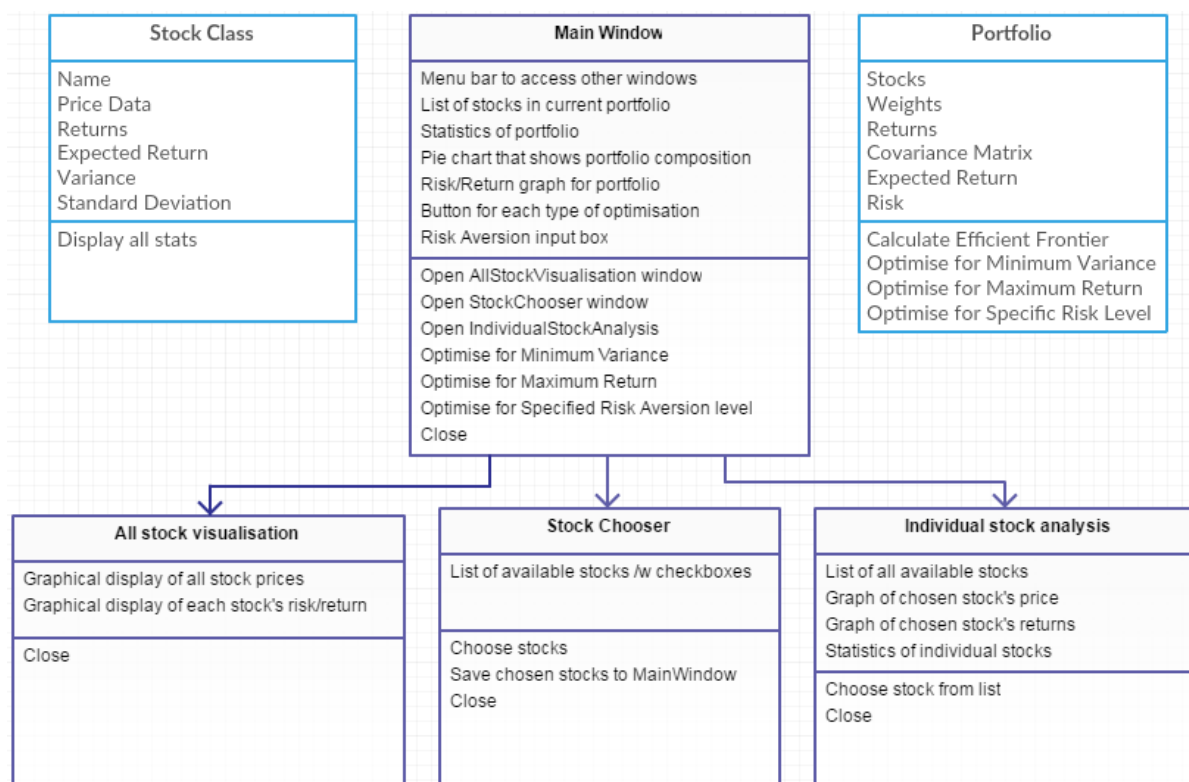 Stock Class
Name
Price Data
Returns
Expected Return
Variance
Standard Deviation
Display all stats
Main Window
Menu bar to access other windows
List of stocks in current portfolio
Statistics of portfolio
Pie chart that shows portfolio composition
Risk/Return graph for portfolio
Button for each type of optimisation
Risk Aversion input box
Open AllStockVisualisation window
Open StockChooser window
Open IndividualStockAnalysis
Optimise for Minimum Variance
Optimise for Maximum Return
Optimise for Specified Risk Aversion level
Close
Portfolio
Stocks
Weights
Returns
Covariance Matrix
Expected Return
Risk
Calculate Efficient Frontier
Optimise for Minimum Variance
Optimise for Maximum Return
Optimise for Specific Risk Level
All stock visualisation
Graphical display of all stock prices
Graphical display of each stock's risk/return
Close
Stock Chooser
List of available stocks /w checkboxes
Choose stocks
Save chosen stocks to MainWindow
Close
Individual stock analysis
List of all available stocks
Graph of chosen stock's price
Graph of chosen stock's returns
Statistics of individual stocks
Choose stock from list
Close